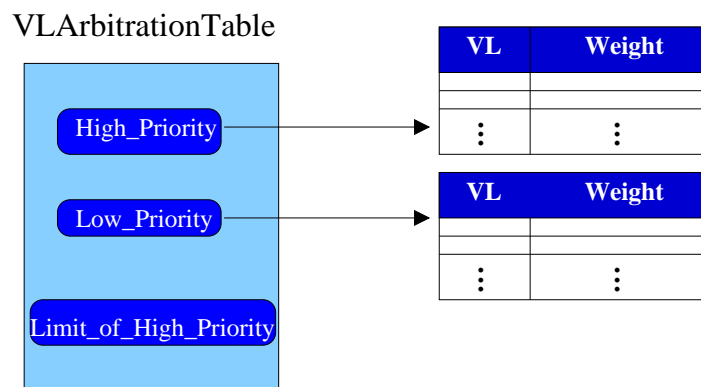 VLArbitrationTable
High_Priority
Low_Priority
Limit_of_High_Priority
VL Weight
VL Weight